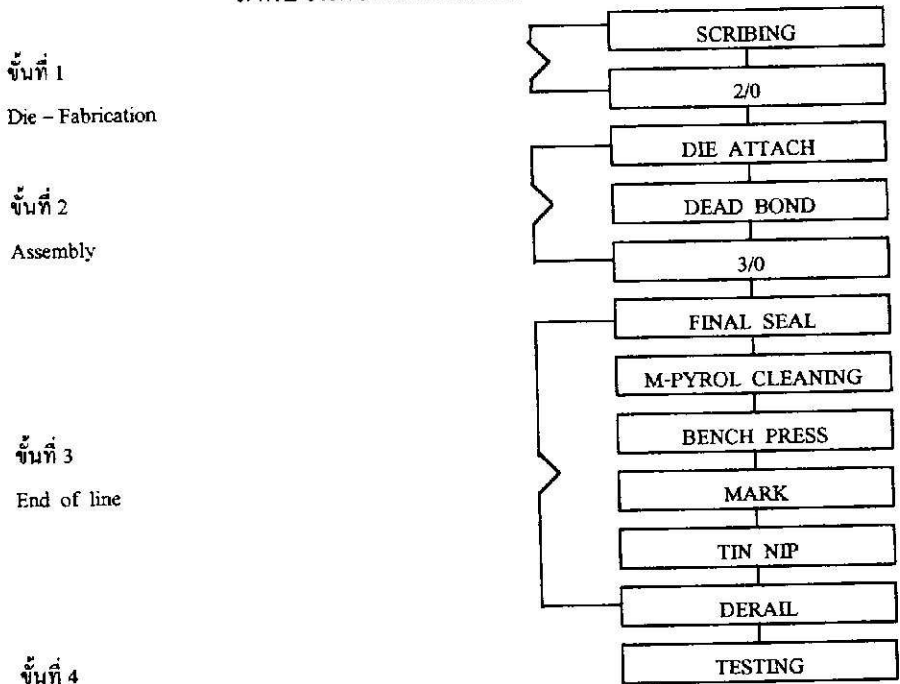 SCRIBING
ขั้นที่ 1
2/0
Die – Fabrication
DIE ATTACH
ขั้นที่ 2
DEAD BOND
Assembly
3/0
FINAL SEAL
M-PYROL CLEANING
BENCH PRESS
ขั้นที่ 3
MARK
End of line
TIN NIP
DERAIL
TESTING
ขั้นที่ 4